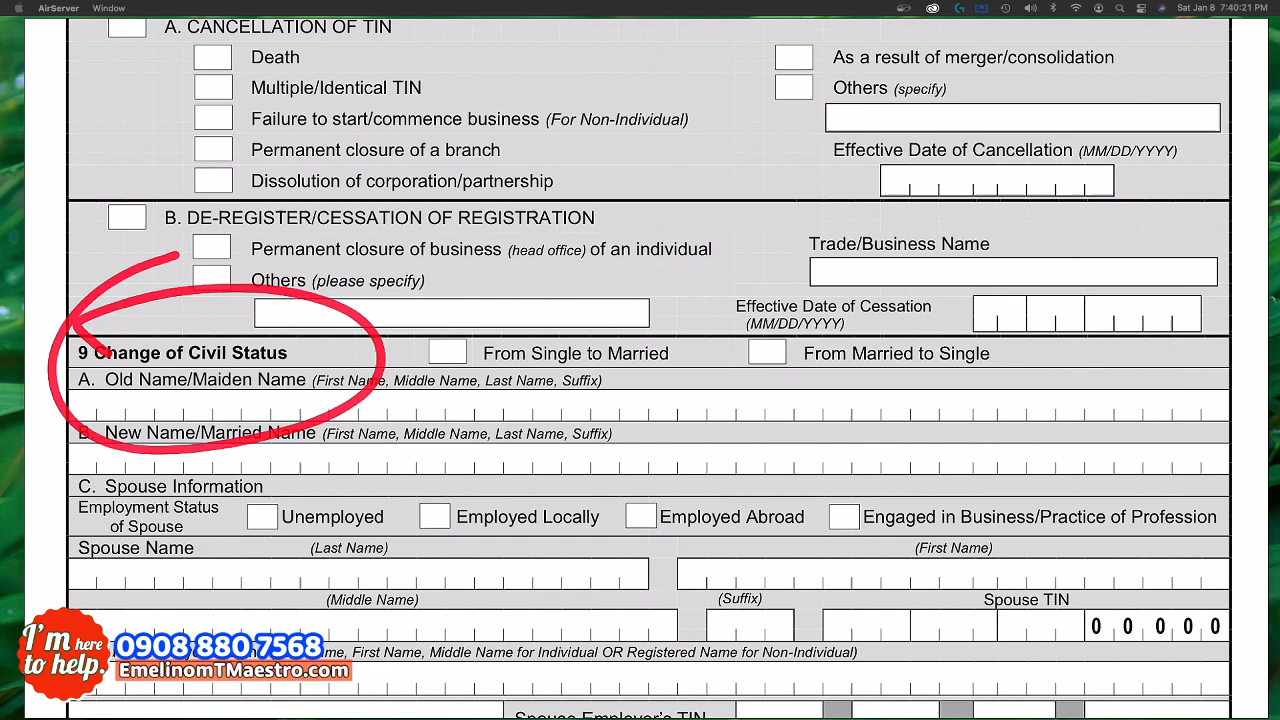 AirServer Window Sat Jan 8 7:40:21 PM
A. CANCELLATION OF TIN
Death
As a result of merger/consolidation
Multiple/Identical TIN
Others (specify)
Failure to start/commence business (For Non-Individual)
Permanent closure of a branch
Effective Date of Cancellation (MM/DD/YYYY)
Dissolution of corporation/partnership
B. DE-REGISTER/CESSATION OF REGISTRATION
Permanent closure of business (head office) of an individual
Trade/Business Name
Others (please specify)
Effective Date of Cessation
(MM/DD/YYYY)
9 Change of Civil Status From Single to Married From Married to Single
A. Old Name/Maiden Name (First Name, Middle Name, Last Name, Suffix)
B. New Name/Married Name (First Name, Middle Name, Last Name, Suffix)
C. Spouse Information
Employment Status
of Spouse
Unemployed Employed Locally Employed Abroad Engaged in Business/Practice of Profession
Spouse Name (Last Name) (First Name)
(Middle Name) (Suffix) Spouse TIN
0 0 0 0 0
I'm here
to help.
0908 880 7568
EmelinomTMaestro.com
Name, First Name, Middle Name for Individual OR Registered Name for Non-Individual)
Spouse Employer's TIN